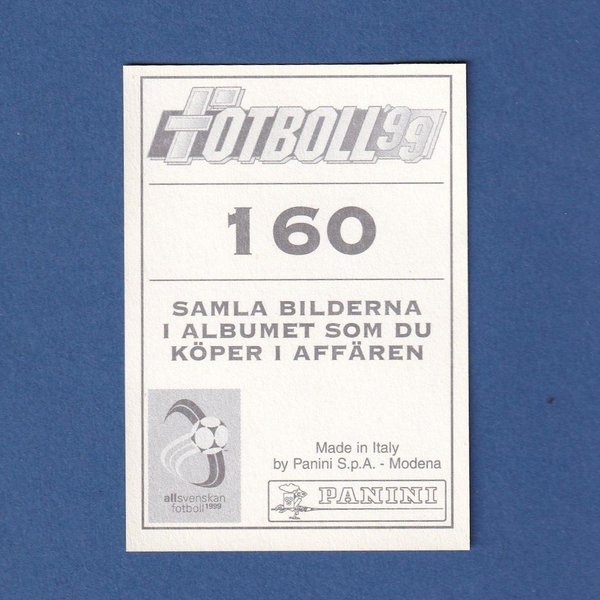 FOTBOLL'99
160
SAMLA BILDERNA
I ALBUMET SOM DU
KÖPER I AFFÄREN
allsvenskan
fotboll 1999
Made in Italy
by Panini S.p.A. - Modena
PANINI